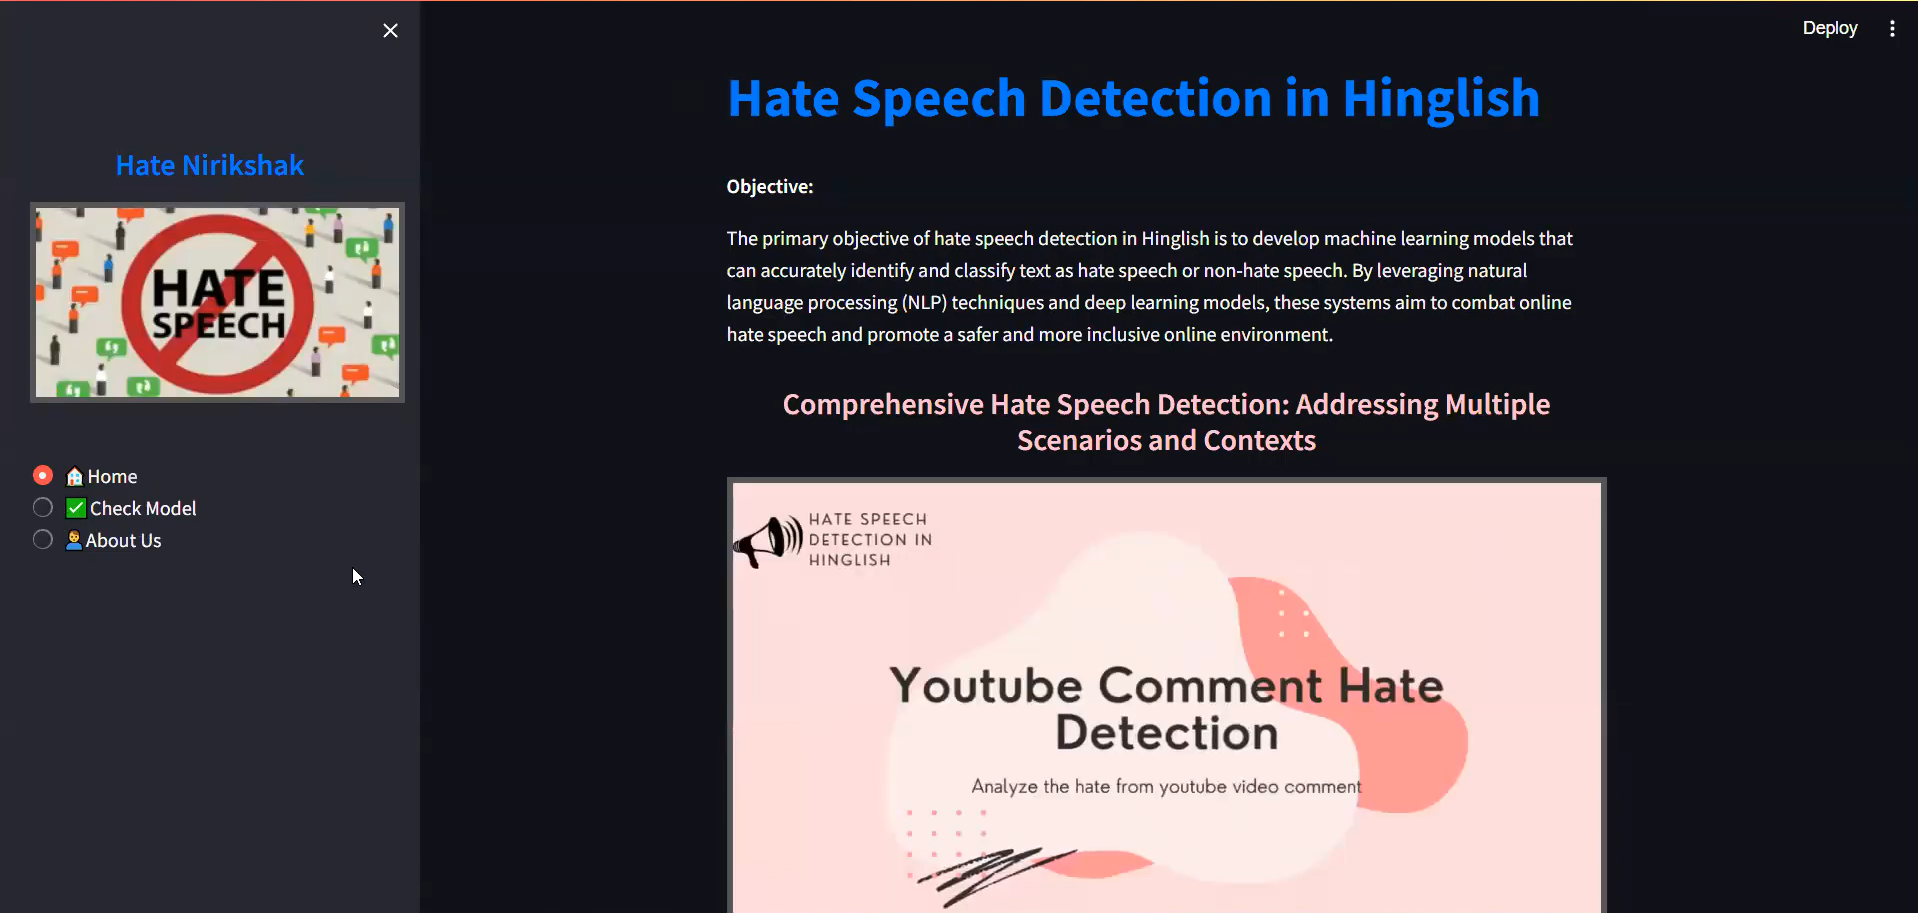 Deploy
Hate Nirikshak
HATE
SPEECH
Home
Check Model
About Us
Hate Speech Detection in Hinglish
Objective:
The primary objective of hate speech detection in Hinglish is to develop machine learning models that
can accurately identify and classify text as hate speech or non-hate speech. By leveraging natural
language processing (NLP) techniques and deep learning models, these systems aim to combat online
hate speech and promote a safer and more inclusive online environment.
Comprehensive Hate Speech Detection: Addressing Multiple
Scenarios and Contexts
HATE SPEECH
DETECTION IN
HINGLISH
Youtube Comment Hate
Detection
Analyze the hate from youtube video comment